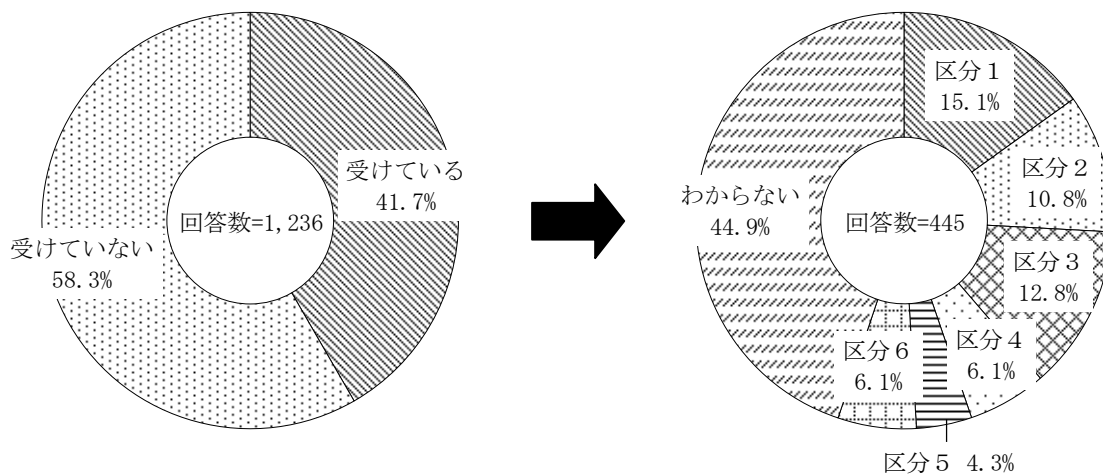 受けている
41.7%
回答数=1,236
受けていない
58.3%
区分１
15.1%
区分２
10.8%
区分３
12.8%
区分４
6.1%
区分５ 4.3%
区分６
6.1%
わからない
44.9%
回答数=445